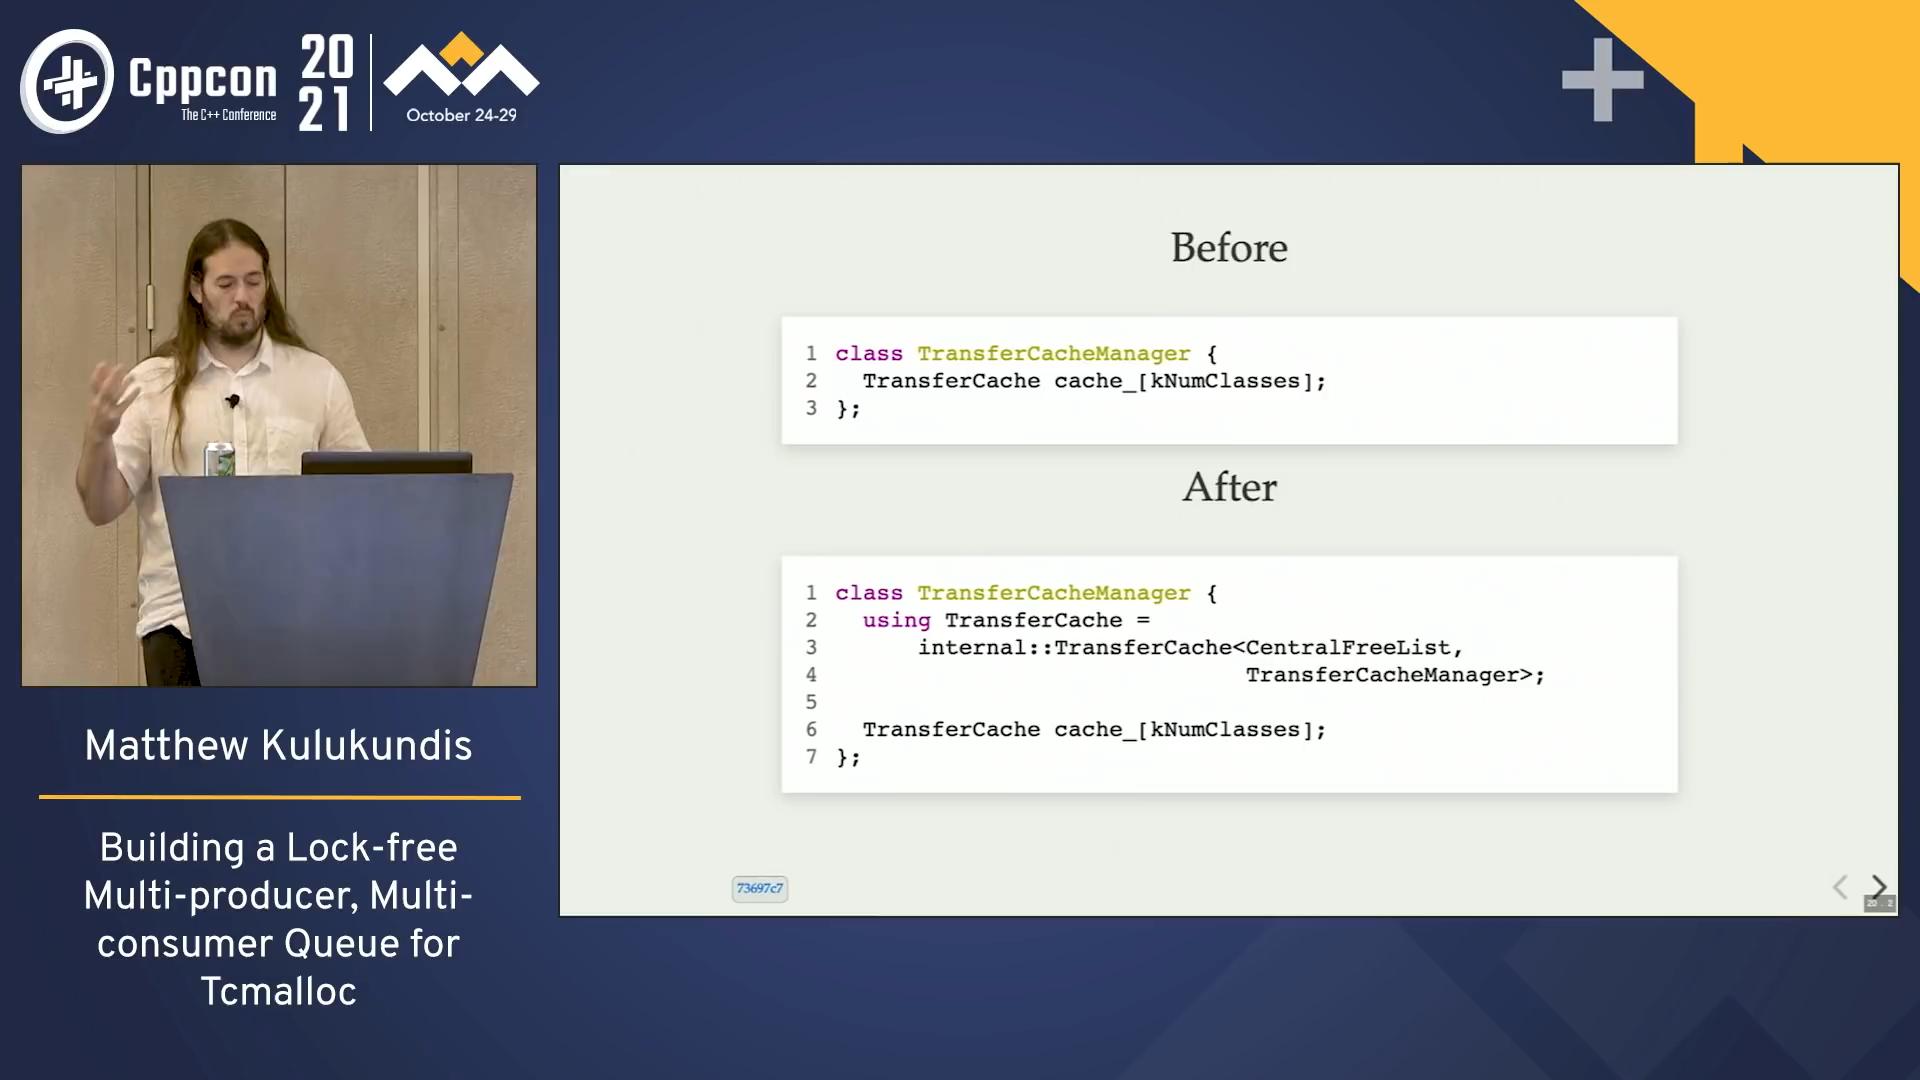 Cppcon
The C++ Conference
20
21
October 24-29
Before
1 class TransferCacheManager {
2   TransferCache cache_[kNumClasses];
3 };
After
1 class TransferCacheManager {
2   using TransferCache =
3       internal::TransferCache<CentralFreeList,
4                               TransferCacheManager>;
5
6   TransferCache cache_[kNumClasses];
7 };
73697c7
20.2
Matthew Kulukundis
Building a Lock-free
Multi-producer, Multi-
consumer Queue for
Tcmalloc